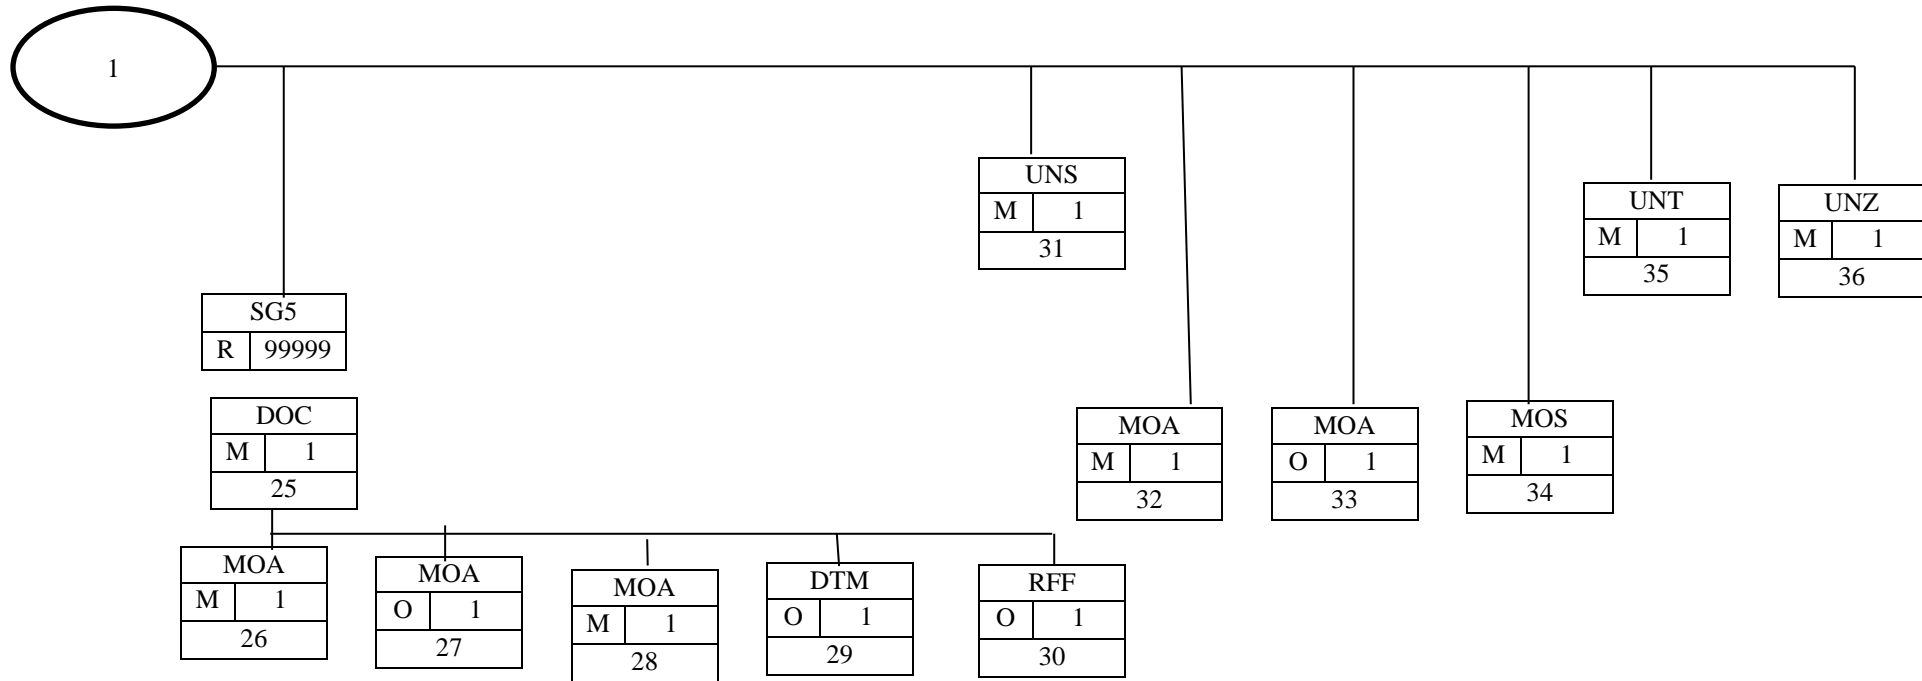 1
UNS
M 1
31
UNT
M 1
35
UNZ
M 1
36
SG5
R 99999
DOC
M 1
25
MOA
M 1
32
MOA
O 1
33
MOS
M 1
34
MOA
M 1
26
MOA
O 1
27
MOA
M 1
28
DTM
O 1
29
RFF
O 1
30